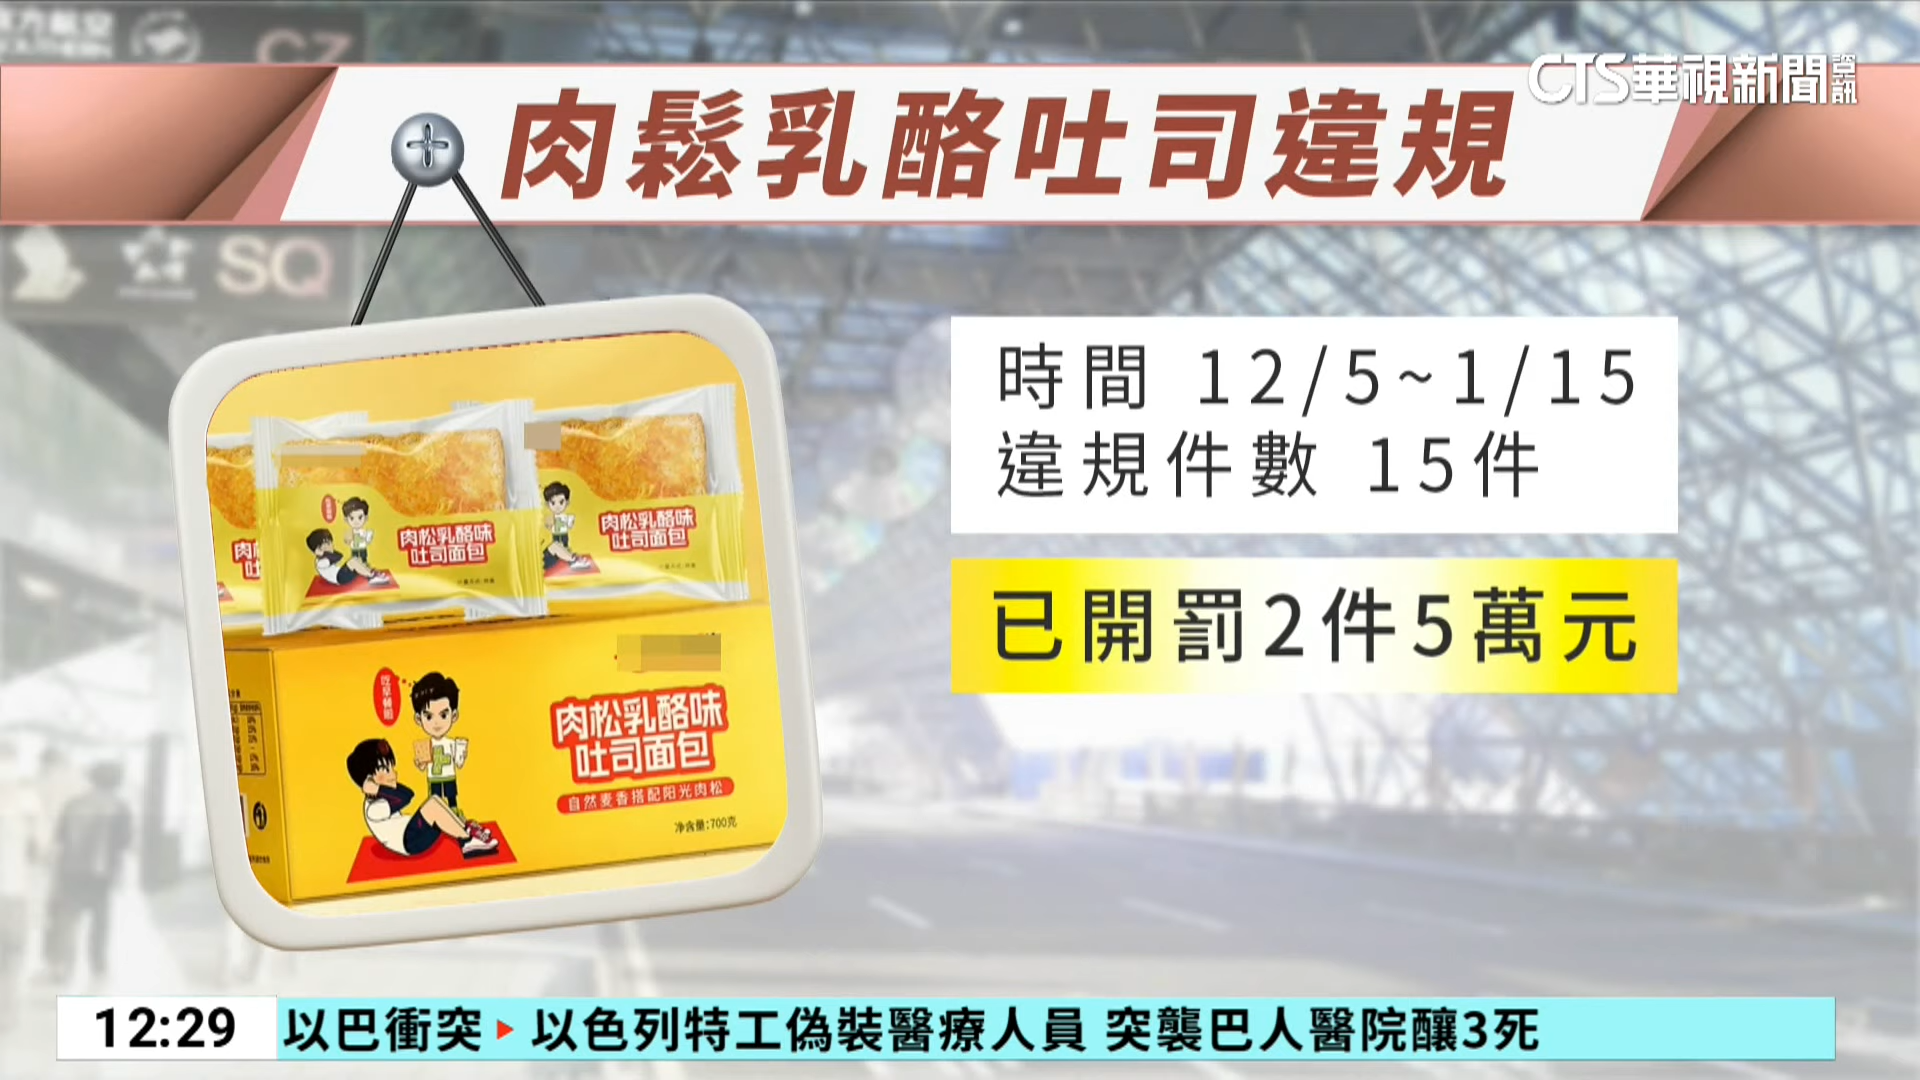 CTS華視新聞資訊
肉鬆乳酪吐司違規
CZ
SQ
時間 12/5~1/15
違規件數 15件
已開罰2件5萬元
肉松乳酪味
吐司面包
肉松乳酪味
吐司面包
吃早餐啦
肉松乳酪味
吐司面包
自然麦香搭配阳光肉松
净含量:700克
12:29
以巴衝突▶以色列特工偽裝醫療人員 突襲巴人醫院釀3死